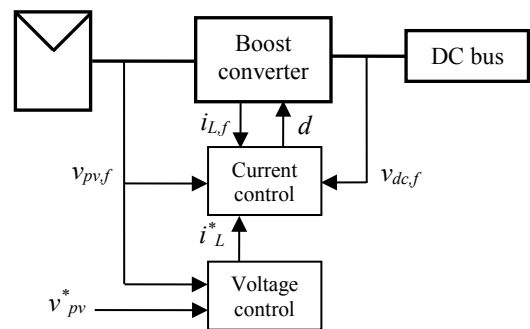 Boost
converter
DC bus
i_{L,f}
d
v_{pv,f}
Current
control
v_{dc,f}
i^*_L
Voltage
control
v^*_{pv}